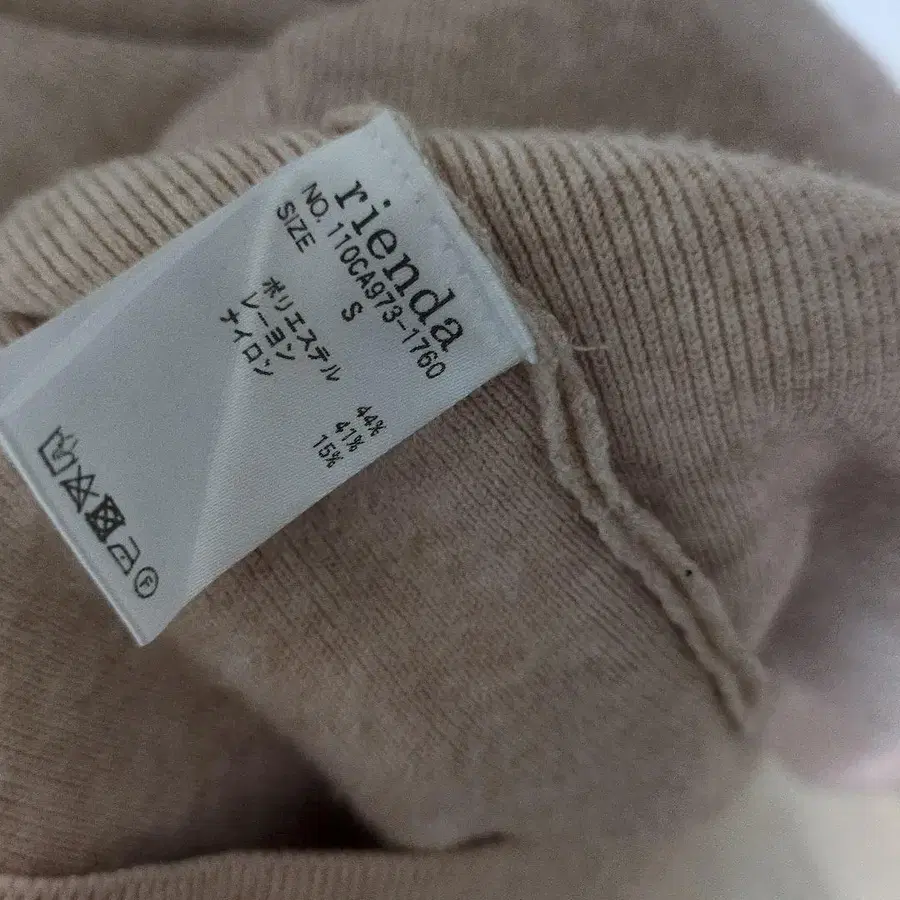 rienda
NO. 110CA973-1760
SIZE S
ポリエステル 44%
レーヨン 41%
ナイロン 15%
F